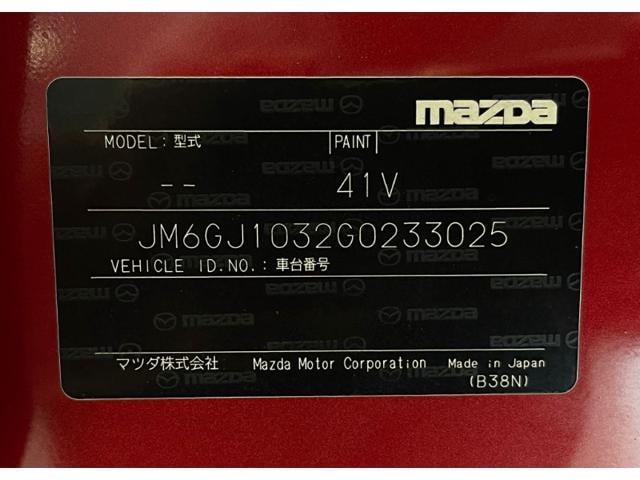 mazda
MODEL:型式 PAINT
-- 41V
JM6GJ1032G0233025
VEHICLE ID.NO.:車台番号
マツダ株式会社 Mazda Motor Corporation Made in Japan
(B38N)